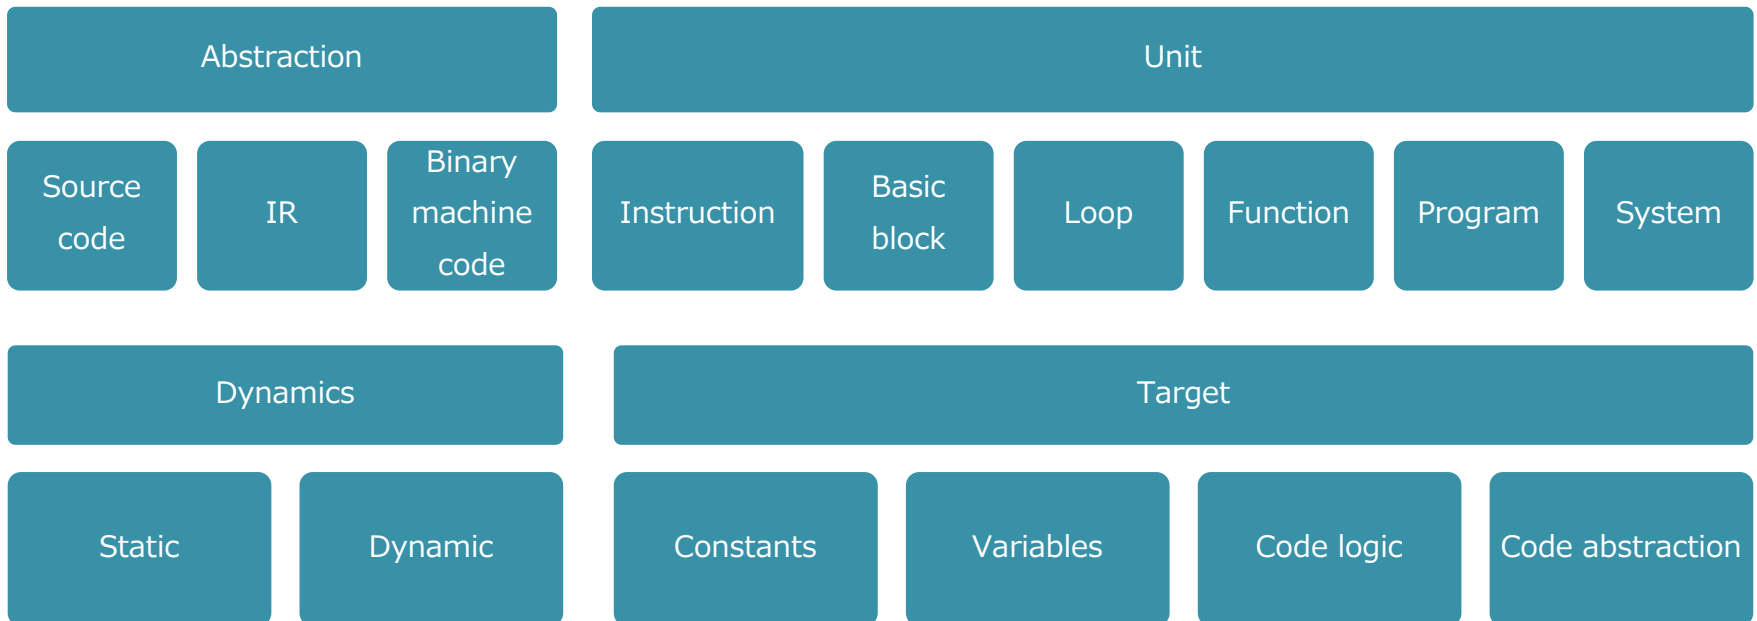 Abstraction
Unit
Source
code
IR
Binary
machine
code
Instruction
Basic
block
Loop
Function
Program
System
Dynamics
Target
Static
Dynamic
Constants
Variables
Code logic
Code abstraction